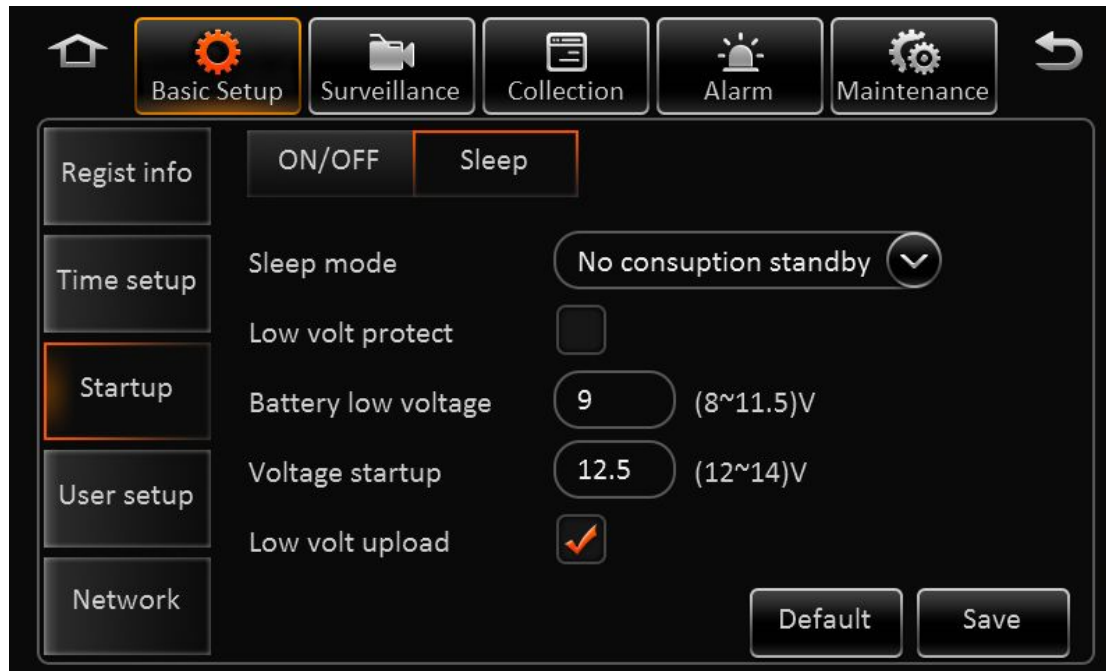 Basic Setup Surveillance Collection Alarm Maintenance
Regist info
Time setup
Startup
User setup
Network
ON/OFF Sleep
Sleep mode No consuption standby
Low volt protect
Battery low voltage 9 (8~11.5)V
Voltage startup 12.5 (12~14)V
Low volt upload
Default Save